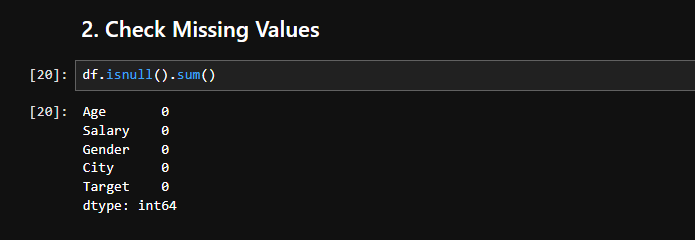 2. Check Missing Values
[20]: df.isnull().sum()
[20]: Age 0
Salary 0
Gender 0
City 0
Target 0
dtype: int64